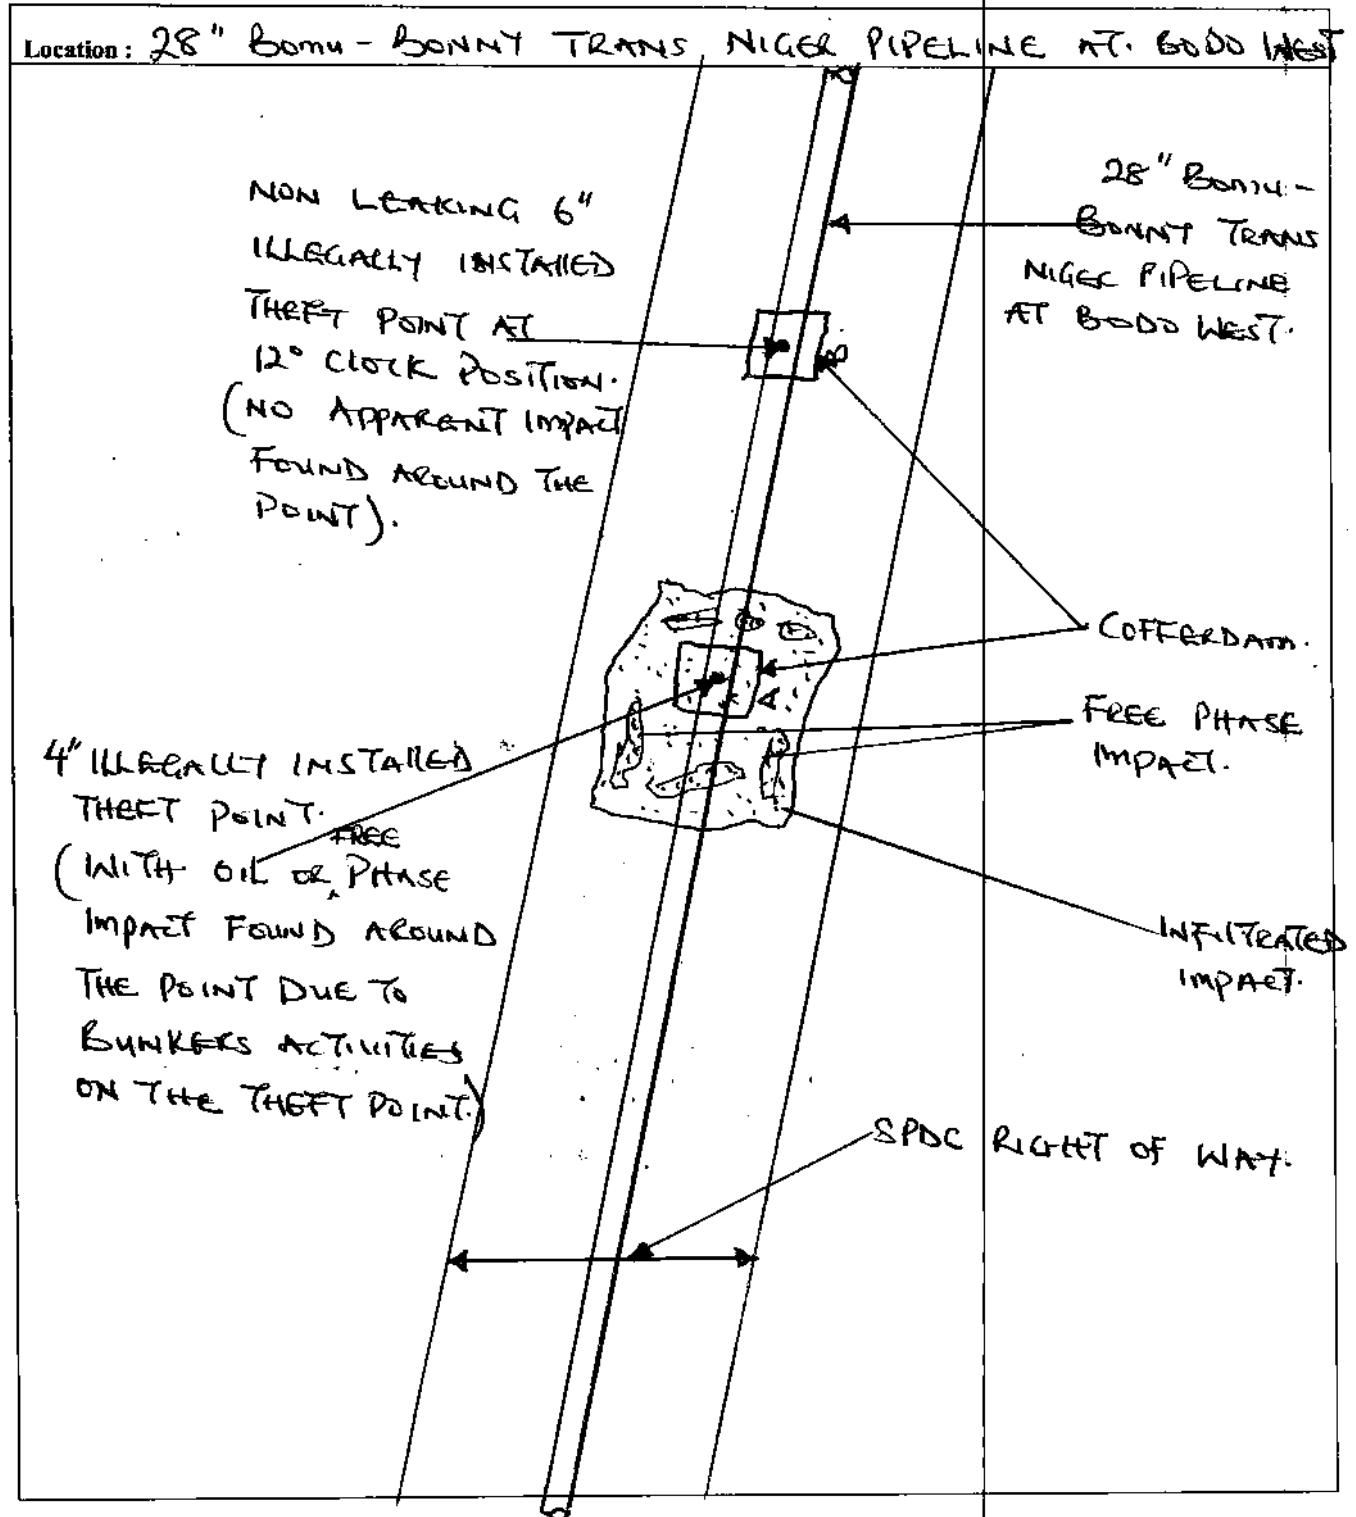 Location : 28" Bomu - BONNY TRANS NIGER PIPELINE AT. BODO WEST
NON LEAKING 6"
ILLEGALLY INSTALLED
THEFT POINT AT
12° CLOCK POSITION.
(NO APPARENT IMPACT
FOUND AROUND THE
POINT).
28" Bomu -
BONNY TRANS
NIGER PIPELINE
AT BODO WEST.
B
COFFERDAM.
A
FREE PHASE
IMPACT.
4" ILLEGALLY INSTALLED
THEFT POINT.
FREE
(WITH OIL OR PHASE
IMPACT FOUND AROUND
THE POINT DUE TO
BUNKERS ACTIVITIES
ON THE THEFT POINT.)
INFILTRATED
IMPACT.
SPDC RIGHT OF WAY.